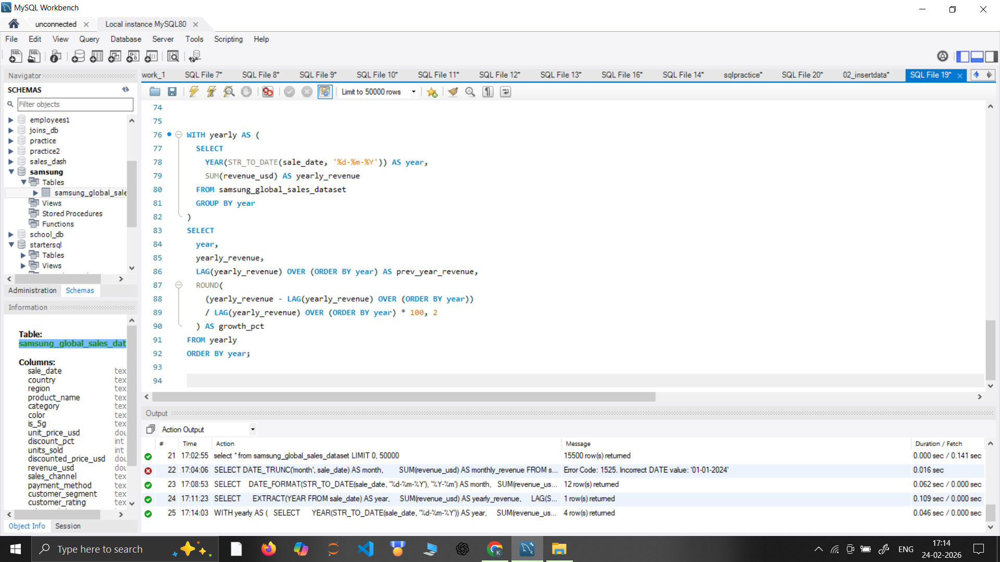 MySQL Workbench
unconnected
Local instance MySQL80
File Edit View Query Database Server Tools Scripting Help
Navigator
SCHEMAS
Filter objects
employees1
joins_db
practice
practice2
sales_dash
samsung
Tables
samsung_global_sale
Views
Stored Procedures
Functions
school_db
startersql
Tables
Views
Administration Schemas
Information
Table:
samsung_global_sales_dat
Columns:
sale_date tex
country tex
region tex
product_name tex
category tex
color tex
is_5g tex
unit_price_usd dou
discount_pct int
units_sold int
discounted_price_usd dou
revenue_usd dou
sales_channel tex
payment_method tex
customer_segment tex
customer_rating tex
Object Info Session
work_1 SQL File 7* SQL File 8* SQL File 9* SQL File 10* SQL File 11* SQL File 12* SQL File 13* SQL File 16* SQL File 14* sqlpractice* SQL File 20* 02_insertdata* SQL File 19*
Limit to 50000 rows
74
75
76 WITH yearly AS (
77 SELECT
78 YEAR(STR_TO_DATE(sale_date, '%d-%m-%Y')) AS year,
79 SUM(revenue_usd) AS yearly_revenue
80 FROM samsung_global_sales_dataset
81 GROUP BY year
82 )
83 SELECT
84 year,
85 yearly_revenue,
86 LAG(yearly_revenue) OVER (ORDER BY year) AS prev_year_revenue,
87 ROUND(
88 (yearly_revenue - LAG(yearly_revenue) OVER (ORDER BY year))
89 / LAG(yearly_revenue) OVER (ORDER BY year) * 100, 2
90 ) AS growth_pct
91 FROM yearly
92 ORDER BY year;
93
94
Output
Action Output
# Time Action Message Duration / Fetch
21 17:02:55 select * from samsung_global_sales_dataset LIMIT 0, 50000 15500 row(s) returned 0.000 sec / 0.141 sec
22 17:04:06 SELECT DATE_TRUNC('month', sale_date) AS month, SUM(revenue_usd) AS monthly_revenue FROM s... Error Code: 1525. Incorrect DATE value: '01-01-2024' 0.016 sec
23 17:08:53 SELECT DATE_FORMAT(STR_TO_DATE(sale_date, '%d-%m-%Y'), '%Y-%m') AS month, SUM(revenue_us... 12 row(s) returned 0.062 sec / 0.000 sec
24 17:11:23 SELECT EXTRACT(YEAR FROM sale_date) AS year, SUM(revenue_usd) AS yearly_revenue, LAG(S... 1 row(s) returned 0.109 sec / 0.000 sec
25 17:14:03 WITH yearly AS ( SELECT YEAR(STR_TO_DATE(sale_date, '%d-%m-%Y')) AS year, SUM(revenue_us... 4 row(s) returned 0.046 sec / 0.000 sec
Type here to search
ENG
17:14
24-02-2026